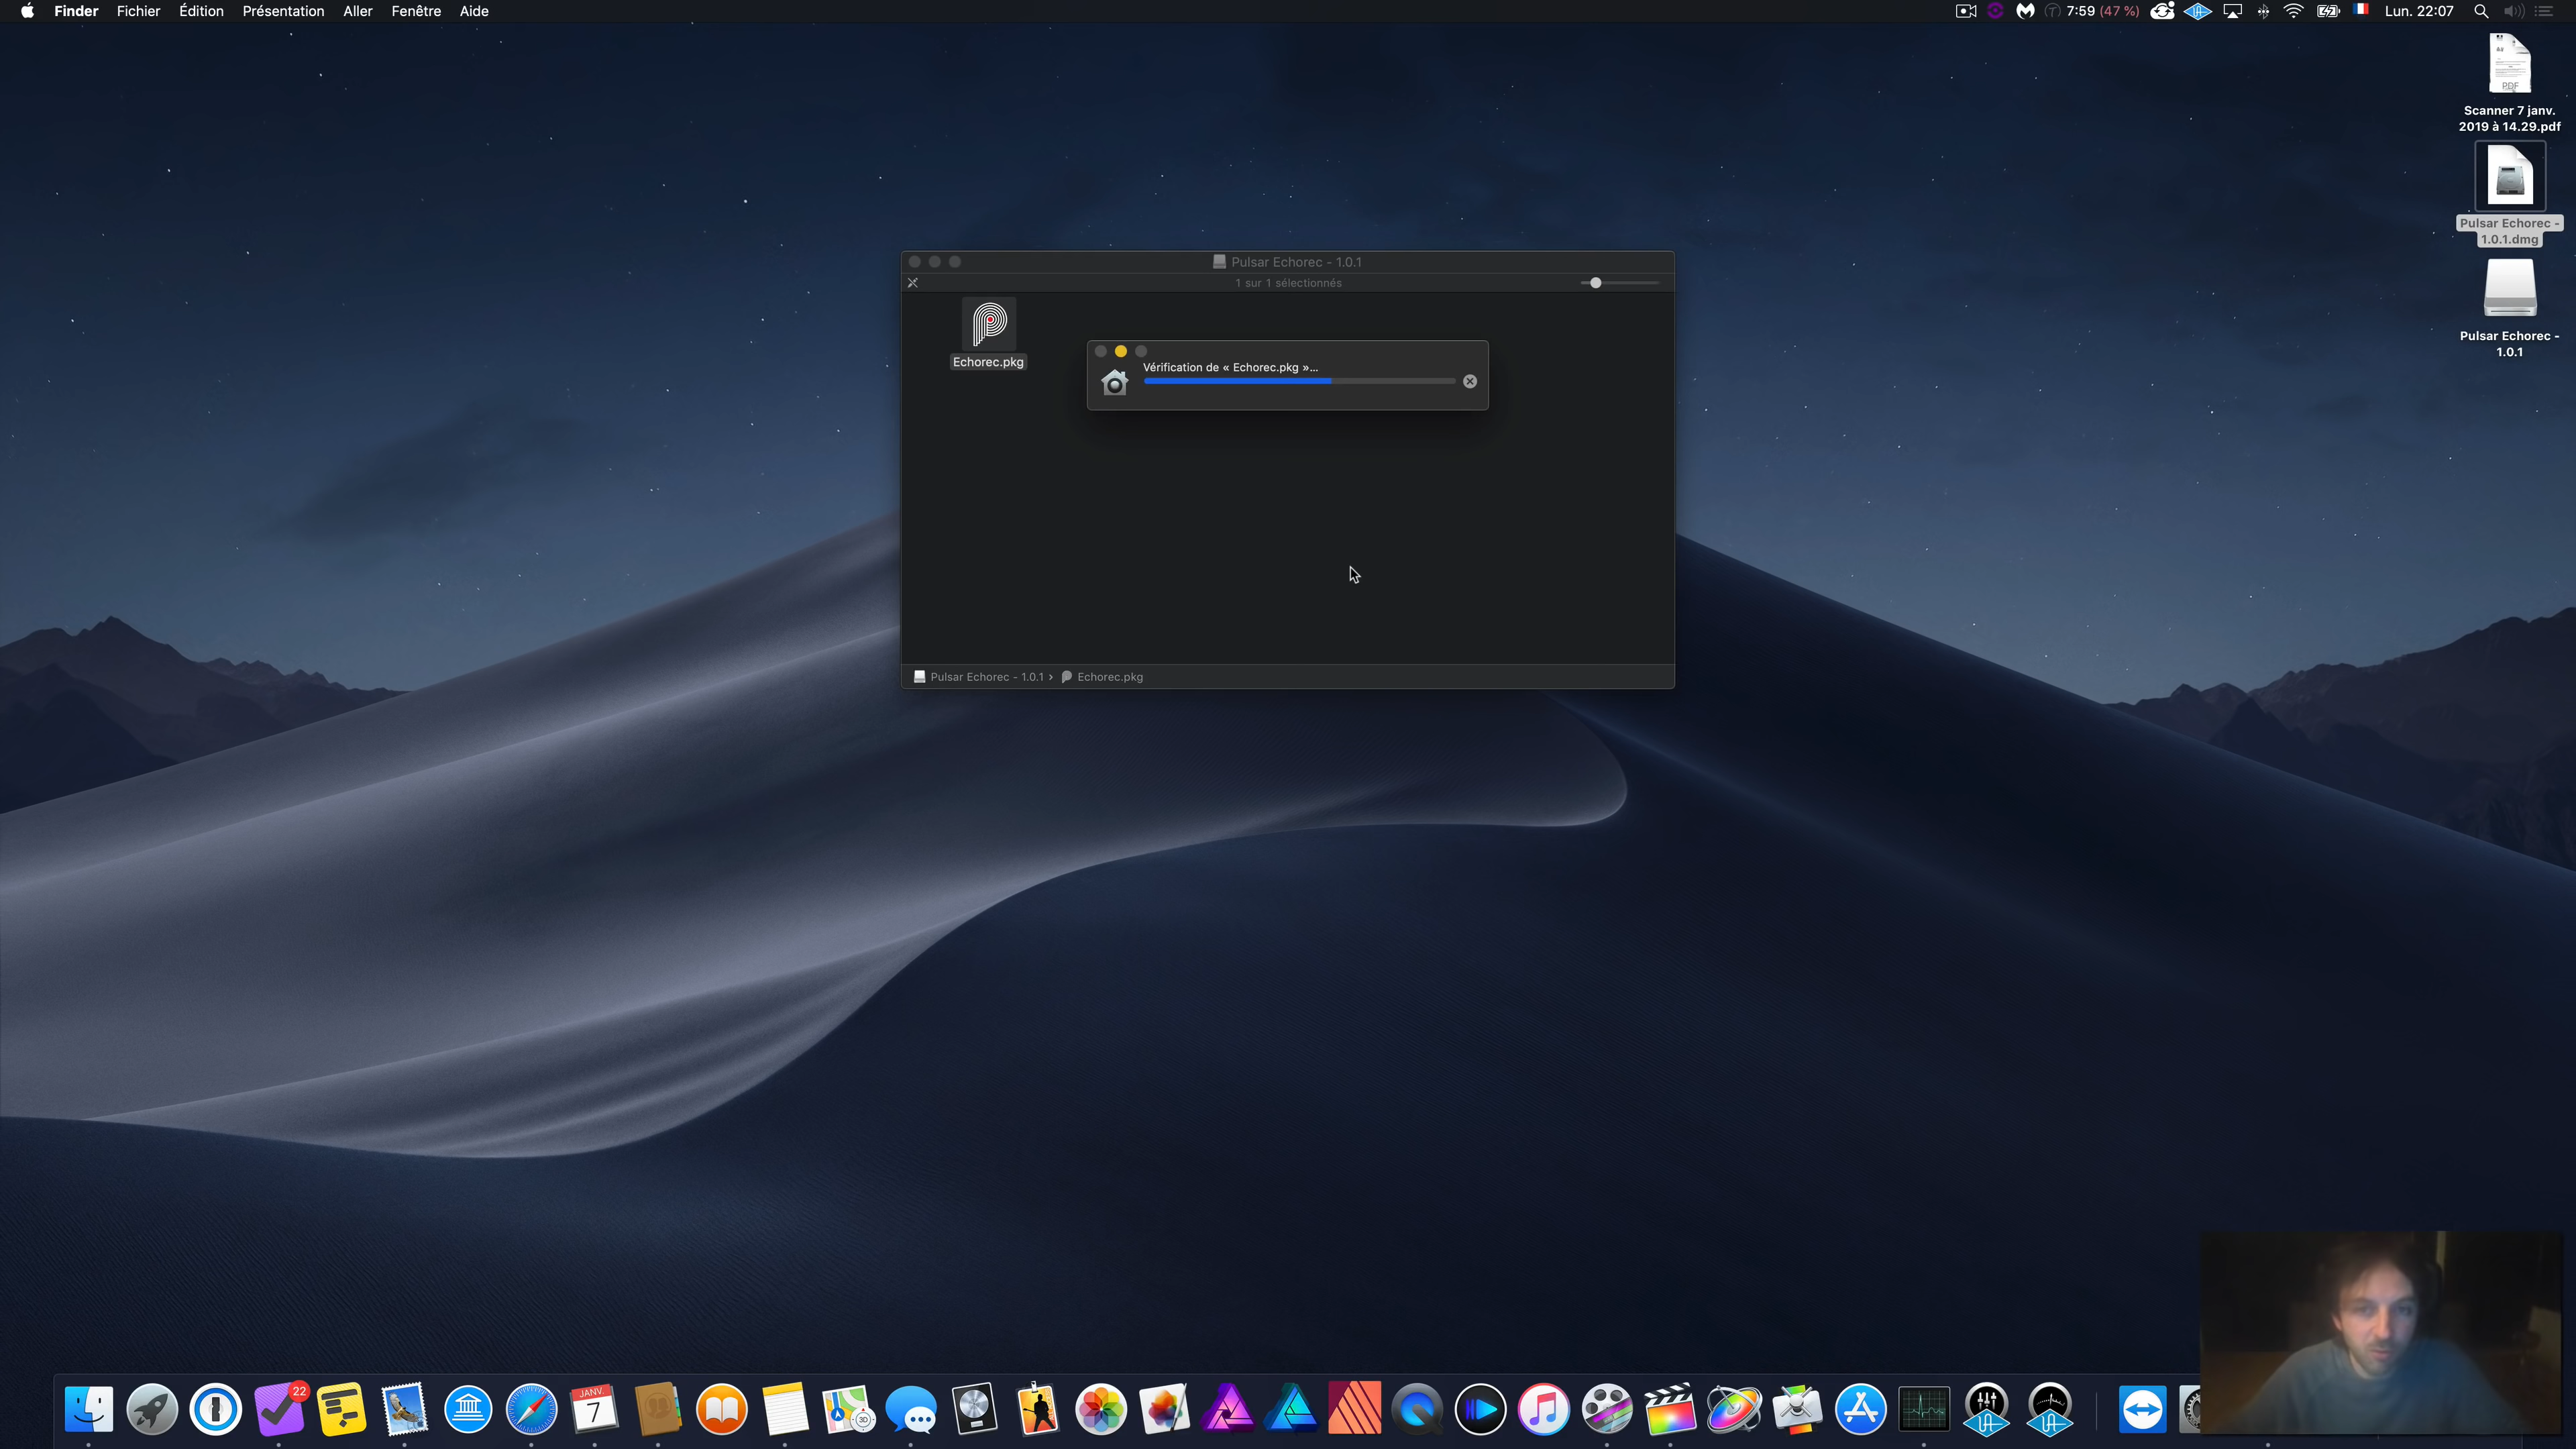 Finder Fichier Édition Présentation Aller Fenêtre Aide
7:59 (47 %) Lun. 22:07
Scanner 7 janv.
2019 à 14.29.pdf
Pulsar Echorec -
1.0.1.dmg
Pulsar Echorec -
1.0.1
Pulsar Echorec - 1.0.1
1 sur 1 sélectionnés
Echorec.pkg
Vérification de « Echorec.pkg »...
Pulsar Echorec - 1.0.1 › Echorec.pkg
PDF
22
JANV.
7
3D